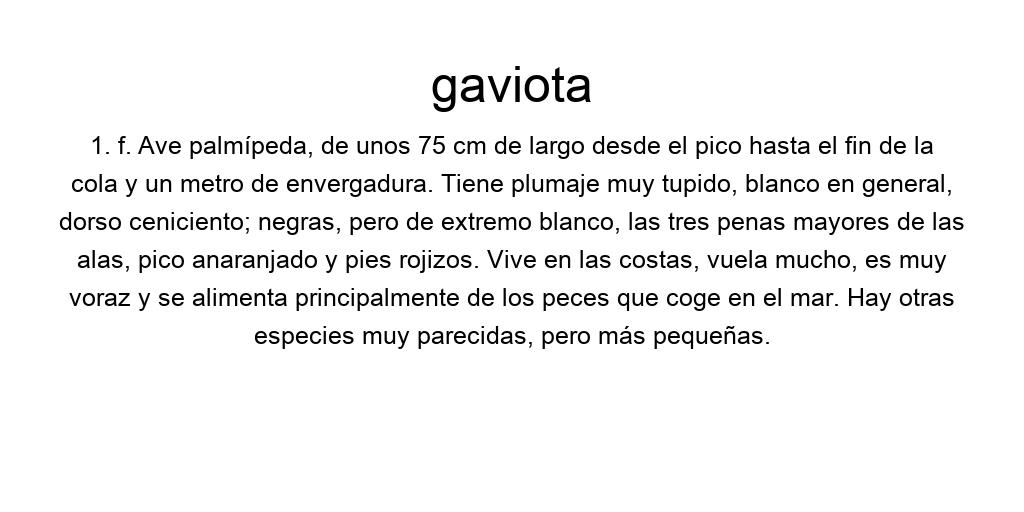 gaviota
1. f. Ave palmípeda, de unos 75 cm de largo desde el pico hasta el fin de la
cola y un metro de envergadura. Tiene plumaje muy tupido, blanco en general,
dorso ceniciento; negras, pero de extremo blanco, las tres penas mayores de las
alas, pico anaranjado y pies rojizos. Vive en las costas, vuela mucho, es muy
voraz y se alimenta principalmente de los peces que coge en el mar. Hay otras
especies muy parecidas, pero más pequeñas.